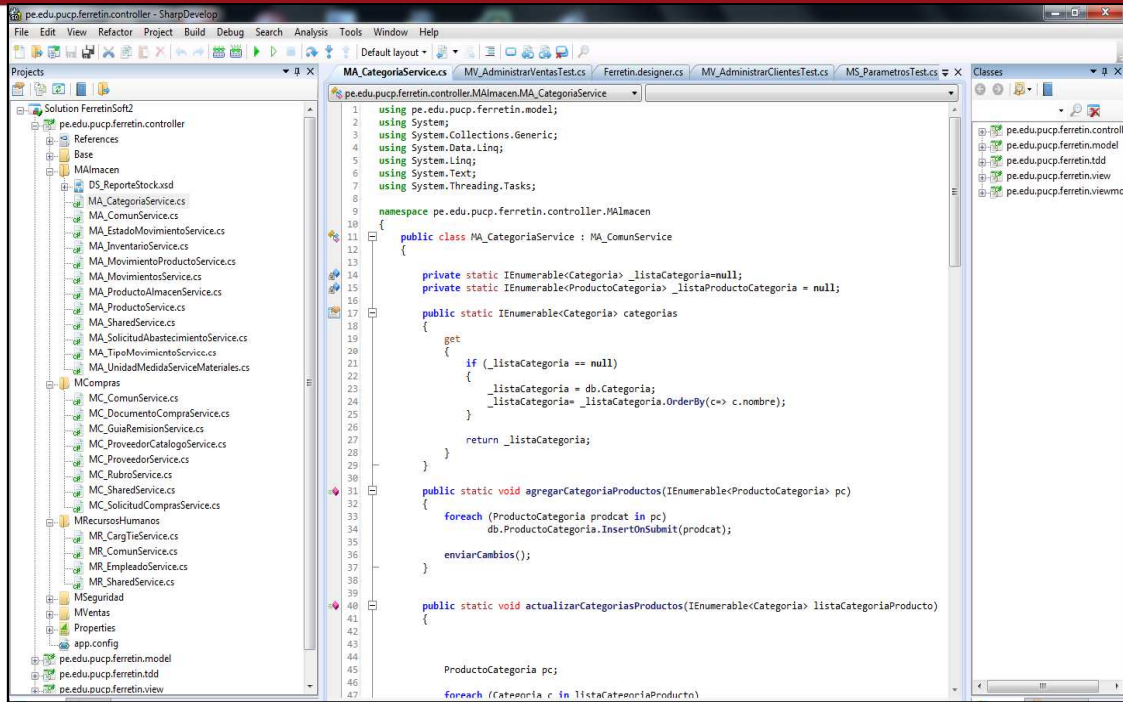 pe.edu.pucp.ferretin.controller - SharpDevelop
File Edit View Refactor Project Build Debug Search Analysis Tools Window Help
Default layout
Projects
Solution FerretinSoft2
pe.edu.pucp.ferretin.controller
References
Base
MAlmacen
DS_ReporteStock.xsd
MA_CategoriaService.cs
MA_ComunService.cs
MA_EstadoMovimientoService.cs
MA_InventarioService.cs
MA_MovimientoProductoService.cs
MA_MovimientosService.cs
MA_ProductoAlmacenService.cs
MA_ProductoService.cs
MA_SharedService.cs
MA_SolicitudAbastecimientoService.cs
MA_TipoMovimientoService.cs
MA_UnidadMedidaServiceMateriales.cs
MCompras
MC_ComunService.cs
MC_DocumentoCompraService.cs
MC_GuiaRemisionService.cs
MC_ProveedorCatalogoService.cs
MC_ProveedorService.cs
MC_RubroService.cs
MC_SharedService.cs
MC_SolicitudComprasService.cs
MRecursosHumanos
MR_CargTieService.cs
MR_ComunService.cs
MR_EmpleadoService.cs
MR_SharedService.cs
MSeguridad
MVentas
Properties
app.config
pe.edu.pucp.ferretin.model
pe.edu.pucp.ferretin.tdd
pe.edu.pucp.ferretin.view
MA_CategoriaService.cs MV_AdministrarVentasTest.cs Ferretin.designer.cs MV_AdministrarClientesTest.cs MS_ParametrosTest.cs
pe.edu.pucp.ferretin.controller.MAlmacen.MA_CategoriaService
1 using pe.edu.pucp.ferretin.model;
2 using System;
3 using System.Collections.Generic;
4 using System.Data.Linq;
5 using System.Linq;
6 using System.Text;
7 using System.Threading.Tasks;
8
9 namespace pe.edu.pucp.ferretin.controller.MAlmacen
10 {
11 public class MA_CategoriaService : MA_ComunService
12 {
13
14 private static IEnumerable<Categoria> _listaCategoria=null;
15 private static IEnumerable<ProductoCategoria> _listaProductoCategoria = null;
16
17 public static IEnumerable<Categoria> categorias
18 {
19 get
20 {
21 if (_listaCategoria == null)
22 {
23 _listaCategoria = db.Categoria;
24 _listaCategoria= _listaCategoria.OrderBy(c=> c.nombre);
25 }
26
27 return _listaCategoria;
28 }
29 }
30
31 public static void agregarCategoriaProductos(IEnumerable<ProductoCategoria> pc)
32 {
33 foreach (ProductoCategoria prodcat in pc)
34 db.ProductoCategoria.InsertOnSubmit(prodcat);
35
36 enviarCambios();
37 }
38
39
40 public static void actualizarCategoriasProductos(IEnumerable<Categoria> listaCategoriaProducto)
41 {
42
43
44
45 ProductoCategoria pc;
46
47 foreach (Categoria c in listaCategoriaProducto)
Classes
pe.edu.pucp.ferretin.controll
pe.edu.pucp.ferretin.model
pe.edu.pucp.ferretin.tdd
pe.edu.pucp.ferretin.view
pe.edu.pucp.ferretin.viewmo